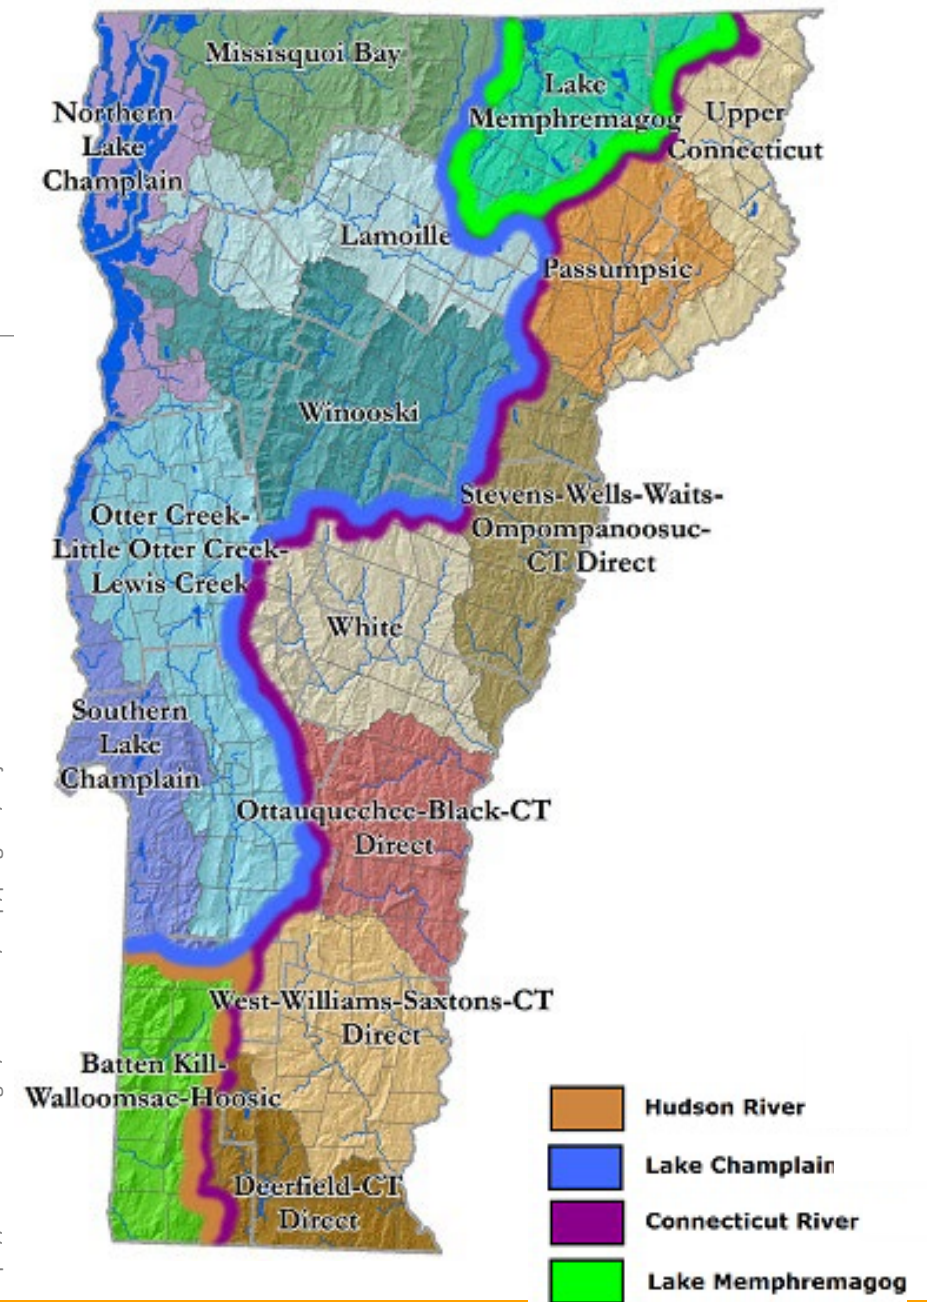 Missisquoi Bay
Northern
Lake
Champlain
Lake
Memphremagog
Upper
Connecticut
Lamoille
Passumpsic
Winooski
Stevens-Wells-Waits-
Ompompanoosuc-
CT Direct
Otter Creek-
Little Otter Creek-
Lewis Creek
White
Southern
Lake
Champlain
Ottauquechee-Black-CT
Direct
West-Williams-Saxtons-CT
Direct
Batten Kill-
Walloomsac-Hoosic
Deerfield-CT
Direct
Hudson River
Lake Champlain
Connecticut River
Lake Memphremagog